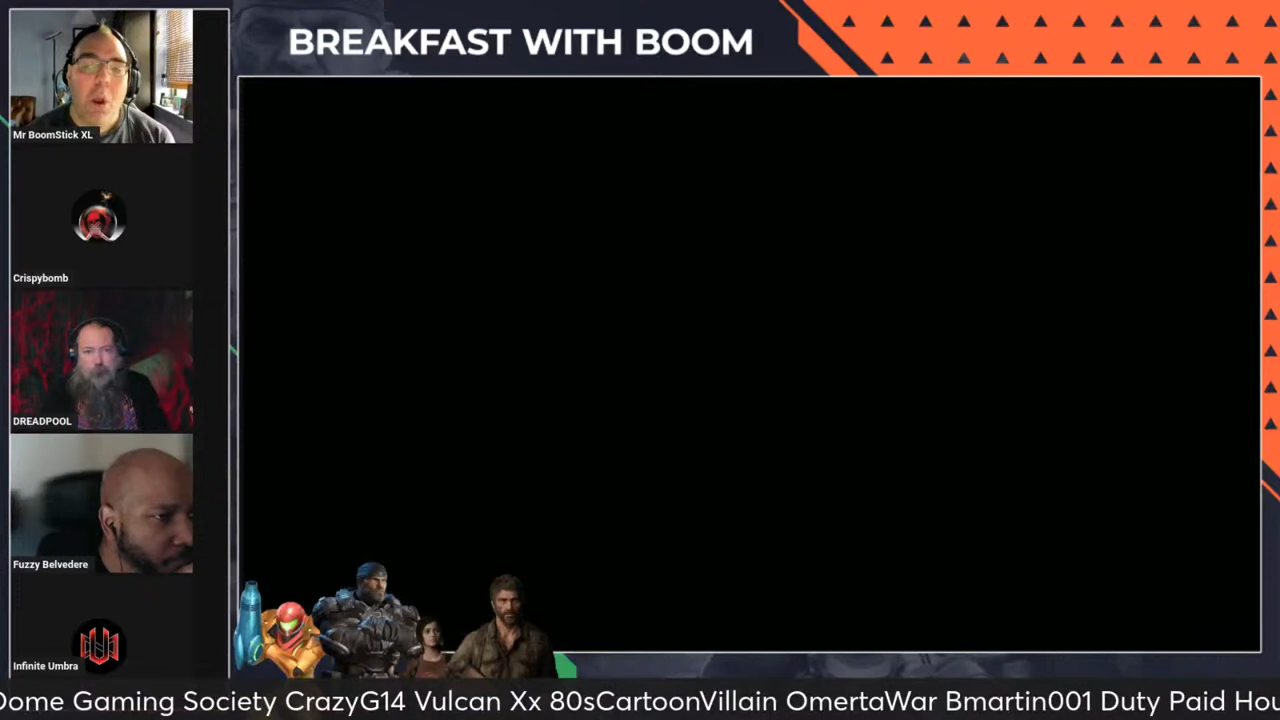 BREAKFAST WITH BOOM
Mr BoomStick XL
Crispybomb
DREADPOOL
Fuzzy Belvedere
Infinite Umbra
Dome Gaming Society CrazyG14 Vulcan Xx 80sCartoonVillain OmertaWar Bmartin001 Duty Paid Hou